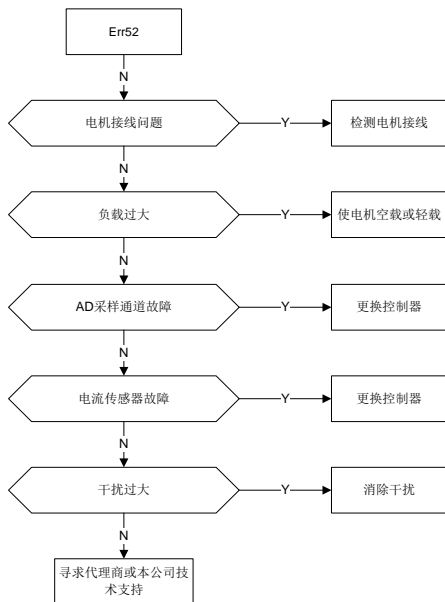 Err52
N
电机接线问题
Y
检测电机接线
N
负载过大
Y
使电机空载或轻载
N
AD采样通道故障
Y
更换控制器
N
电流传感器故障
Y
更换控制器
N
干扰过大
Y
消除干扰
N
寻求代理商或本公司技
术支持